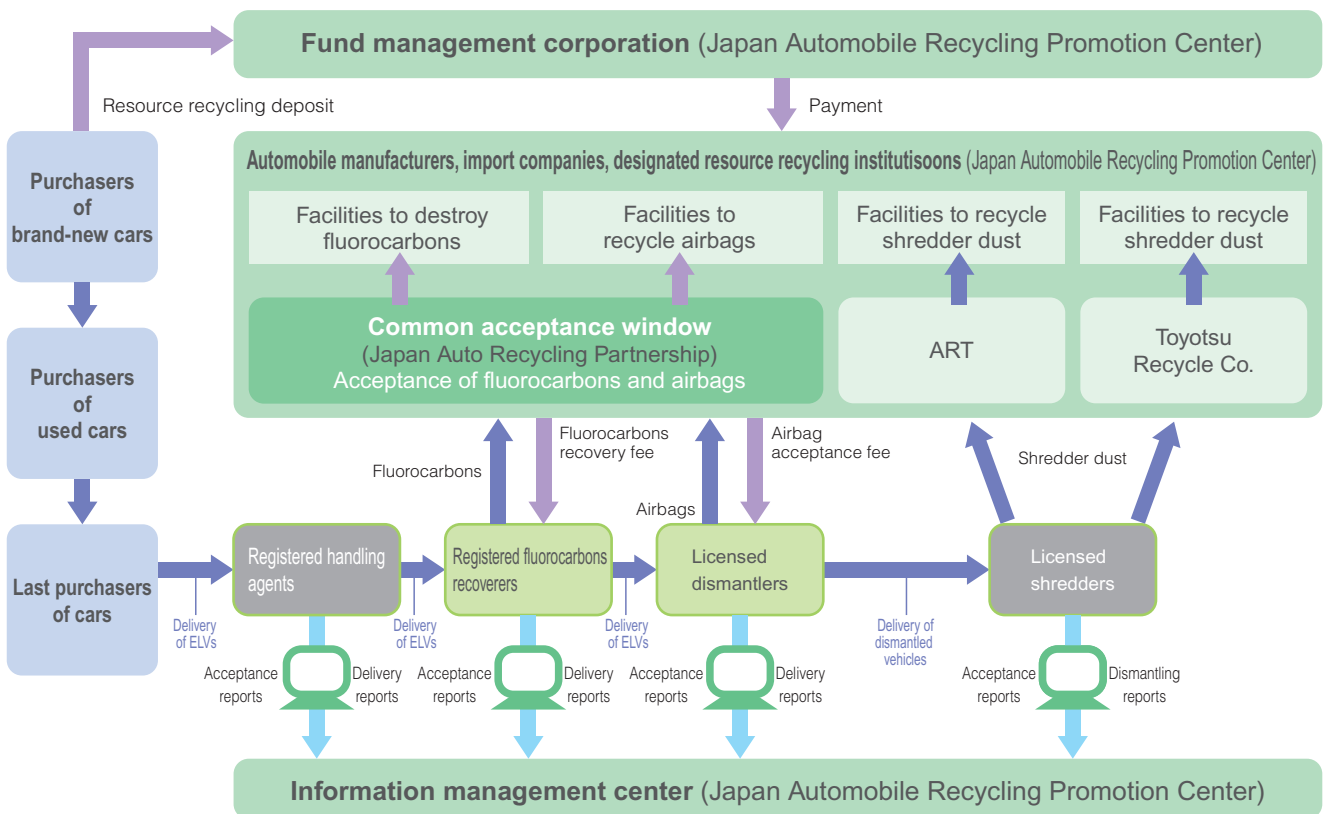 Fund management corporation (Japan Automobile Recycling Promotion Center)
Resource recycling deposit
Payment
Purchasers
of
brand-new cars
Automobile manufacturers, import companies, designated resource recycling institutisoons (Japan Automobile Recycling Promotion Center)
Facilities to destroy
fluorocarbons
Facilities to
recycle airbags
Facilities to recycle
shredder dust
Facilities to recycle
shredder dust
Common acceptance window
(Japan Auto Recycling Partnership)
Acceptance of fluorocarbons and airbags
ART
Toyotsu
Recycle Co.
Purchasers
of
used cars
Fluorocarbons
Fluorocarbons
recovery fee
Airbags
Airbag
acceptance fee
Shredder dust
Last purchasers
of cars
Registered handling
agents
Registered fluorocarbons
recoverers
Licensed
dismantlers
Licensed
shredders
Delivery
of ELVs
Delivery
of ELVs
Delivery
of ELVs
Delivery of
dismantled
vehicles
Acceptance
reports
Delivery
reports
Acceptance
reports
Delivery
reports
Acceptance
reports
Delivery
reports
Acceptance
reports
Dismantling
reports
Information management center (Japan Automobile Recycling Promotion Center)